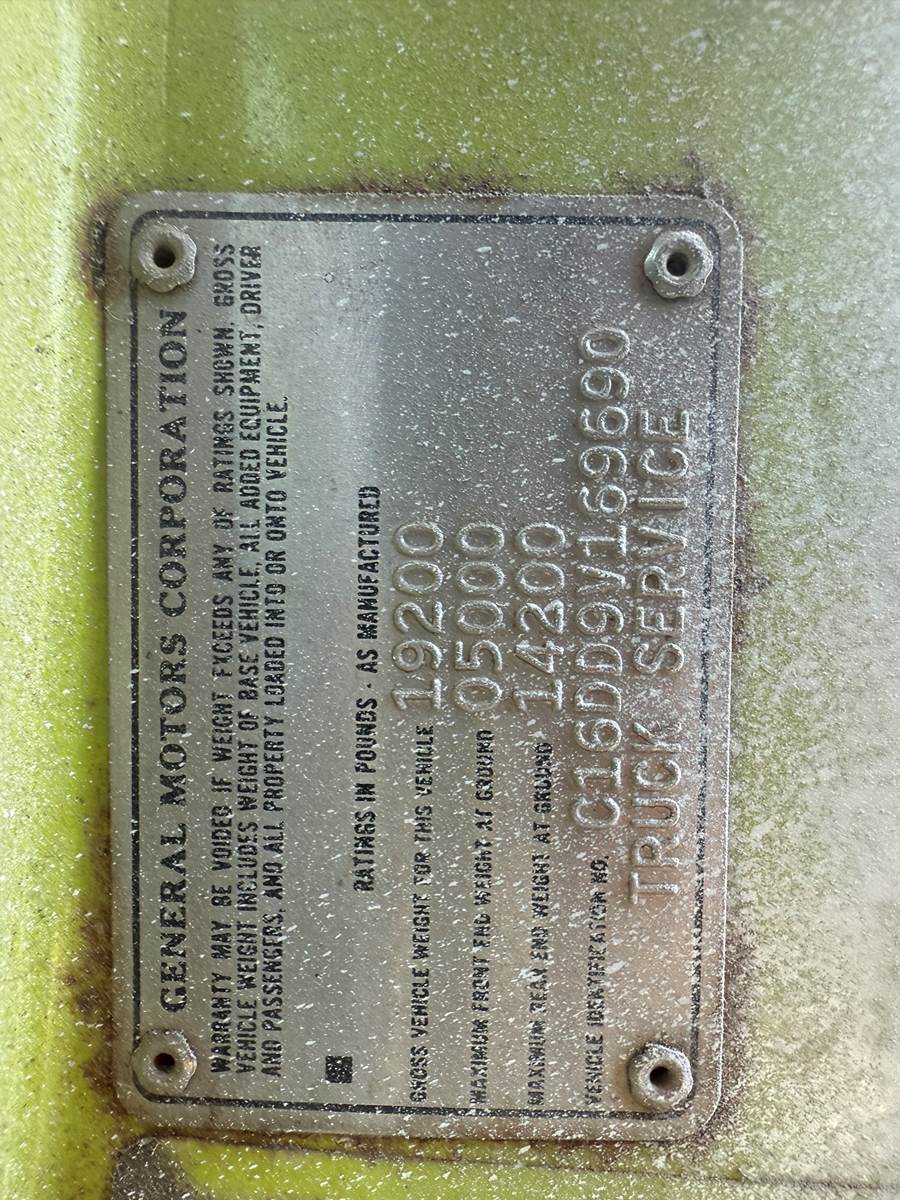 GENERAL MOTORS CORPORATION
WARRANTY MAY BE VOIDED IF WEIGHT EXCEEDS ANY OF RATINGS SHOWN. GROSS
VEHICLE WEIGHT INCLUDES WEIGHT OF BASE VEHICLE, ALL ADDED EQUIPMENT, DRIVER
AND PASSENGERS, AND ALL PROPERTY LOADED INTO OR ONTO VEHICLE.
RATINGS IN POUNDS - AS MANUFACTURED
GROSS VEHICLE WEIGHT FOR THIS VEHICLE 19200
MAXIMUM FRONT END WEIGHT AT GROUND 05000
MAXIMUM REAR END WEIGHT AT GROUND 14200
VEHICLE IDENTIFICATION NO. C16DD9V169690
TRUCK SERVICE